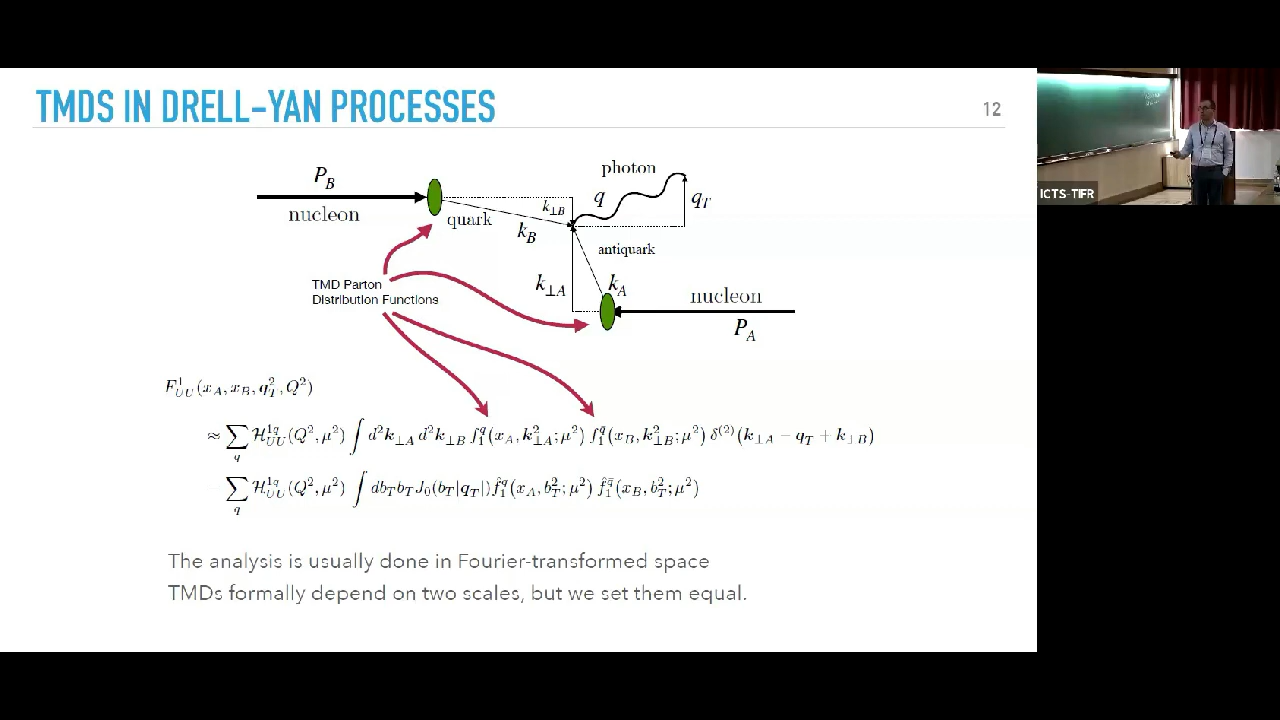 TMDS IN DRELL–YAN PROCESSES
12
P_B
nucleon
quark
k_B
k_{⊥B}
photon
q
q_T
antiquark
k_{⊥A}
k_A
nucleon
P_A
TMD Parton
Distribution Functions
F^1_{UU}(x_A, x_B, q_T^2, Q^2)
≈ ∑_q H^{1q}_{UU}(Q^2, μ^2) ∫ d^2k_{⊥A} d^2k_{⊥B} f_1^q(x_A, k_{⊥A}^2; μ^2) f_1^{q̄}(x_B, k_{⊥B}^2; μ^2) δ^{(2)}(k_{⊥A} − q_T + k_{⊥B})
= ∑_q H^{1q}_{UU}(Q^2, μ^2) ∫ db_T b_T J_0(b_T|q_T|) f̂_1^q(x_A, b_T^2; μ^2) f̂_1^{q̄}(x_B, b_T^2; μ^2)
The analysis is usually done in Fourier-transformed space
TMDs formally depend on two scales, but we set them equal.
ICTS-TIFR